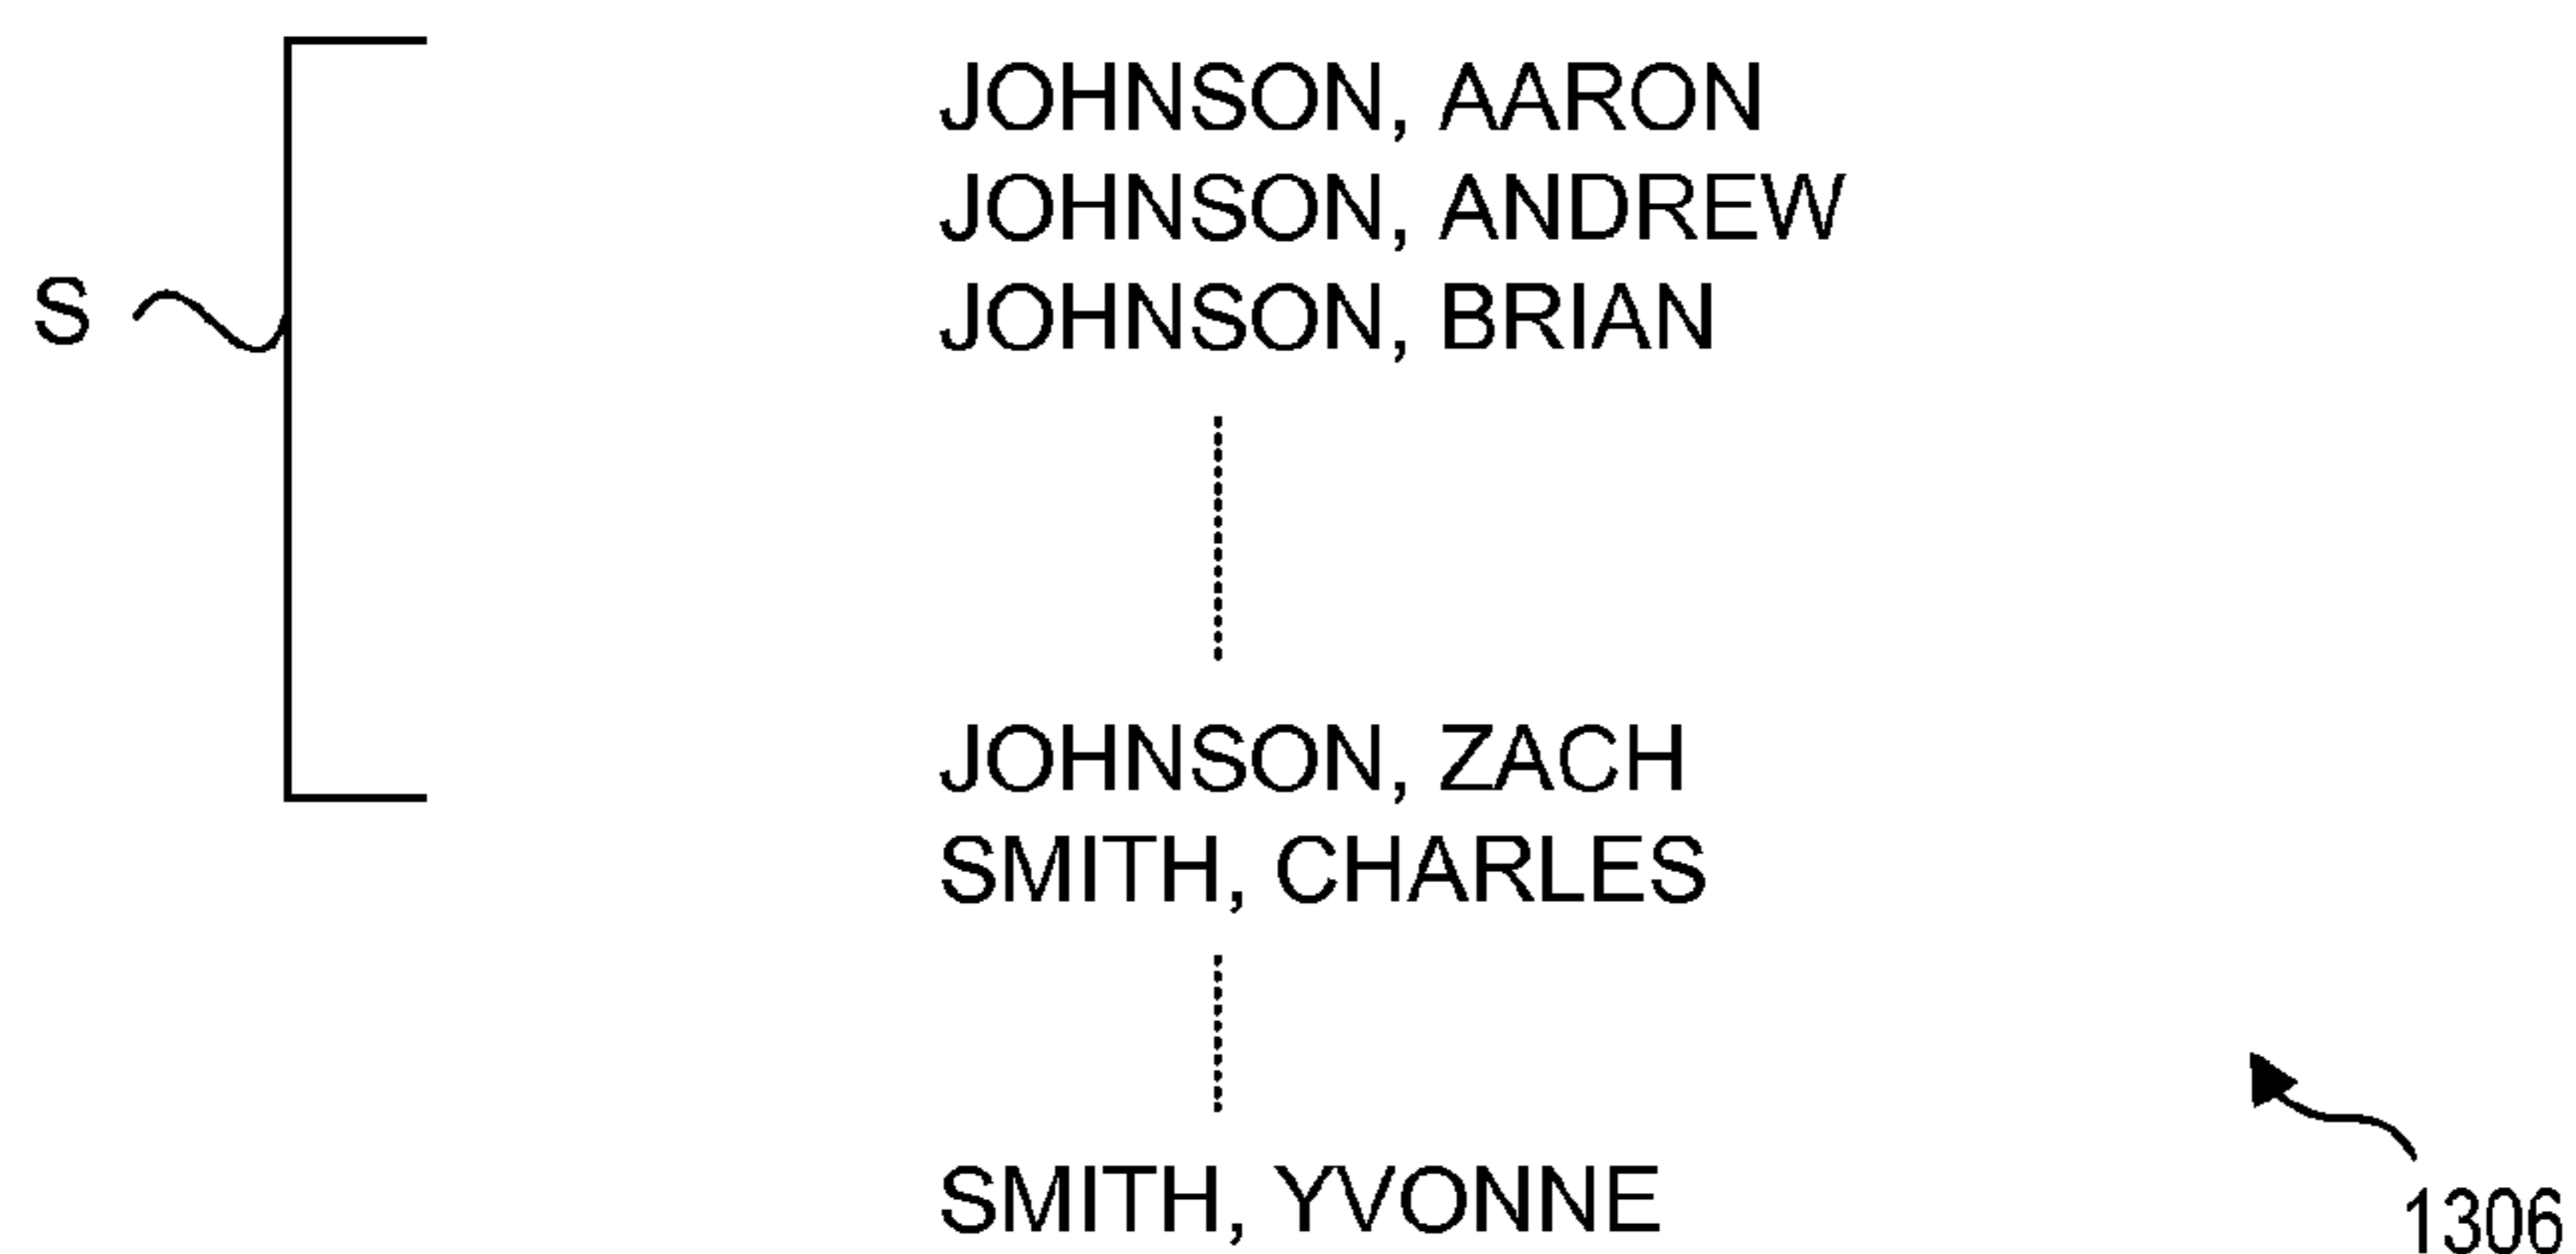 JOHNSON, AARON
JOHNSON, ANDREW
S
JOHNSON, BRIAN
JOHNSON, ZACH
SMITH, CHARLES
SMITH, YVONNE
1306